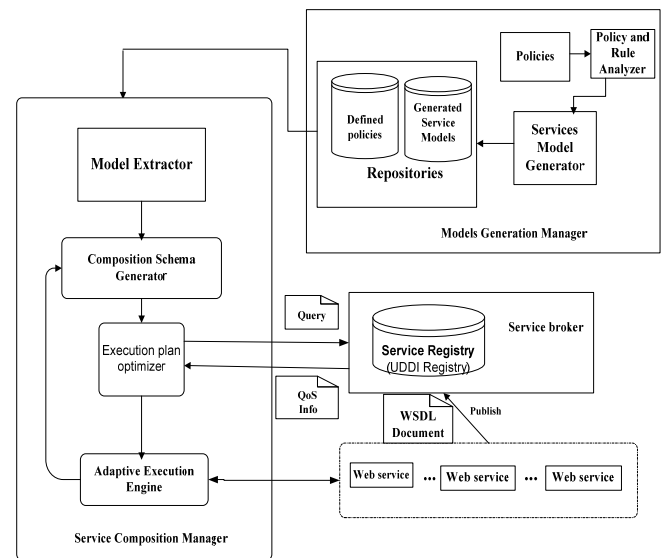 Policies
Policy and
Rule
Analyzer
Defined
policies
Generated
Service
Models
Repositories
Services
Model
Generator
Models Generation Manager
Model Extractor
Composition Schema
Generator
Execution plan
optimizer
Adaptive Execution
Engine
Service Composition Manager
Query
QoS
Info
Service Registry
(UDDI Registry)
Service broker
WSDL
Document
Publish
Web service
...
Web service
...
Web service